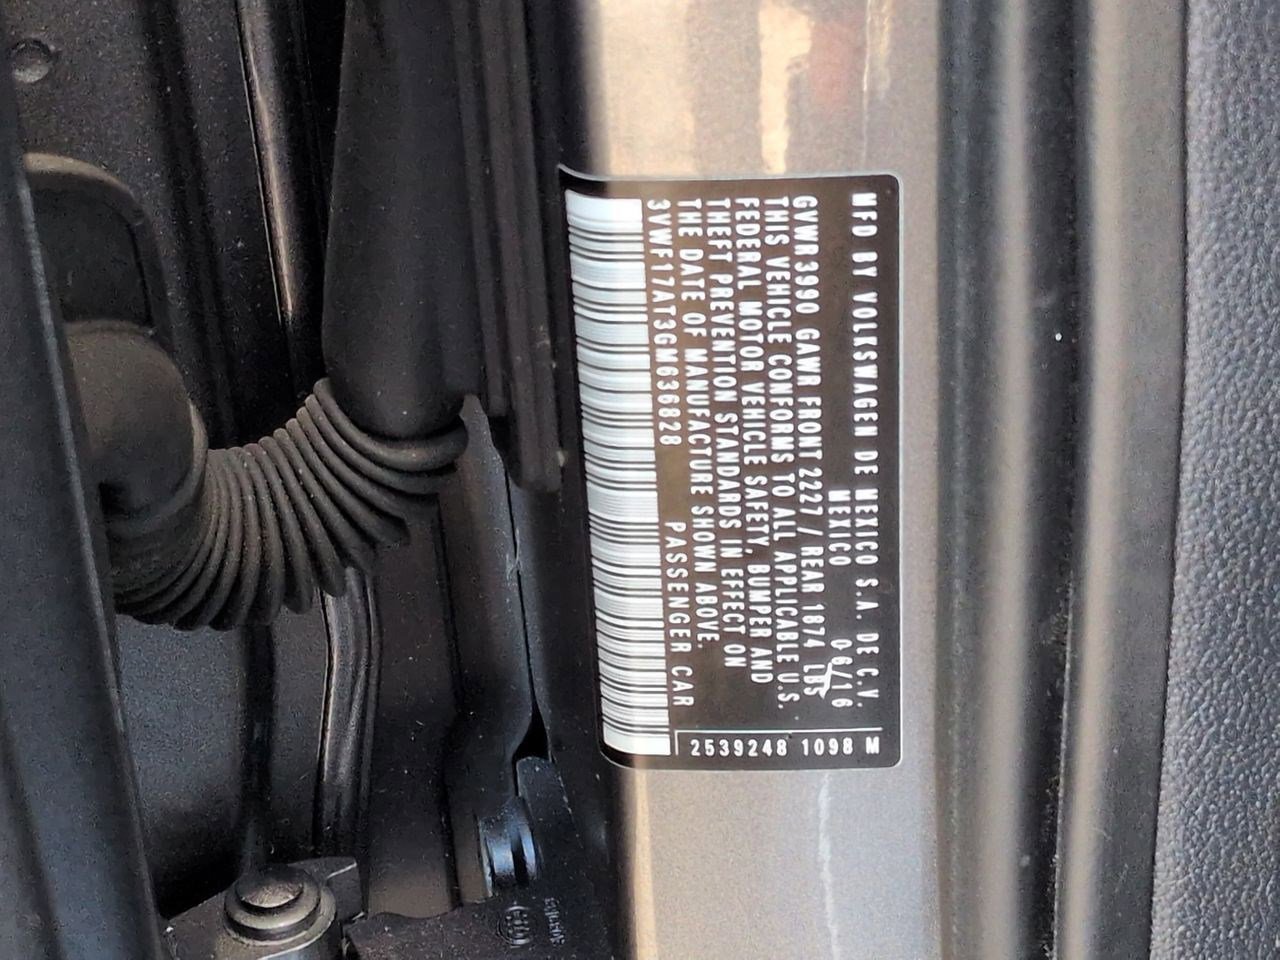 MFD BY VOLKSWAGEN DE MEXICO S.A. DE C.V.
MEXICO 06/16
GVWR 3990 GAWR FRONT 2227 / REAR 1874 LBS
THIS VEHICLE CONFORMS TO ALL APPLICABLE U.S.
FEDERAL MOTOR VEHICLE SAFETY, BUMPER AND
THEFT PREVENTION STANDARDS IN EFFECT ON
THE DATE OF MANUFACTURE SHOWN ABOVE.
3VWF17AT3GM636828 PASSENGER CAR
2539248 1098 M